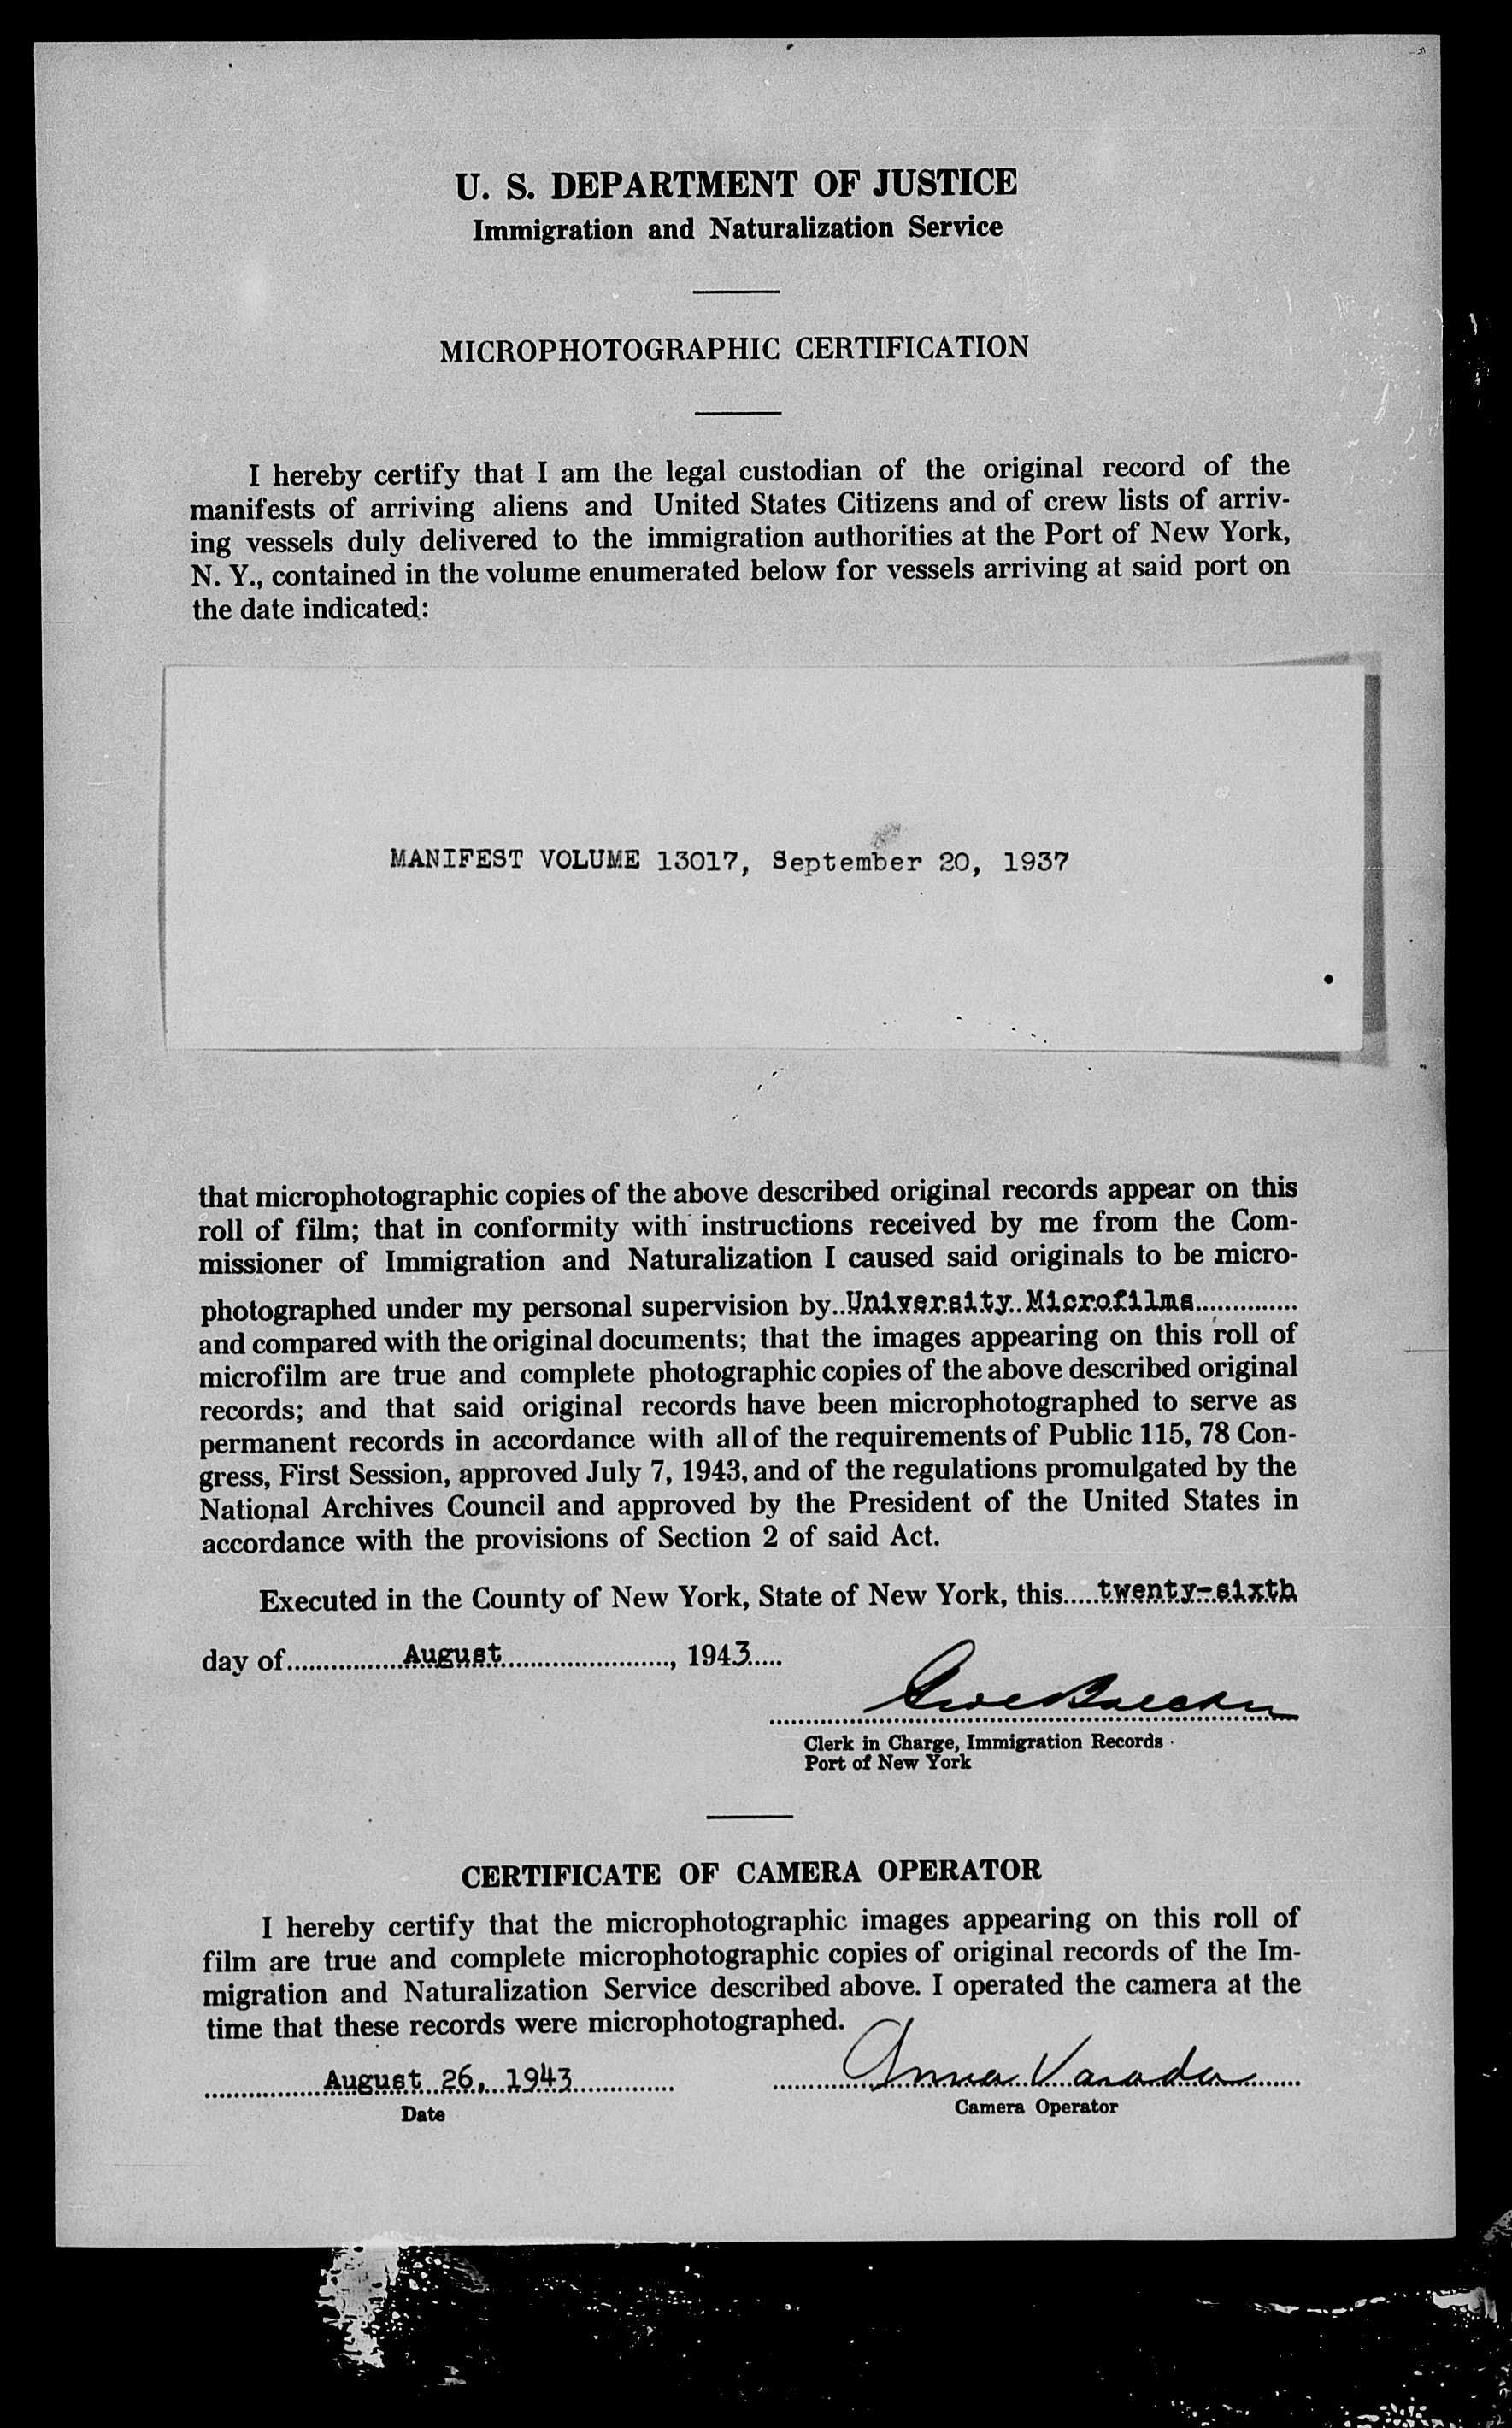 U. S. DEPARTMENT OF JUSTICE
Immigration and Naturalization Service
MICROPHOTOGRAPHIC CERTIFICATION
I hereby certify that I am the legal custodian of the original record of the
manifests of arriving aliens and United States Citizens and of crew lists of arriv-
ing vessels duly delivered to the immigration authorities at the Port of New York,
N. Y., contained in the volume enumerated below for vessels arriving at said port on
the date indicated:
MANIFEST VOLUME 13017, September 20, 1937
that microphotographic copies of the above described original records appear on this
roll of film; that in conformity with instructions received by me from the Com-
missioner of Immigration and Naturalization I caused said originals to be micro-
photographed under my personal supervision by..University Microfilms..............
and compared with the original documents; that the images appearing on this roll of
microfilm are true and complete photographic copies of the above described original
records; and that said original records have been microphotographed to serve as
permanent records in accordance with all of the requirements of Public 115, 78 Con-
gress, First Session, approved July 7, 1943, and of the regulations promulgated by the
National Archives Council and approved by the President of the United States in
accordance with the provisions of Section 2 of said Act.
Executed in the County of New York, State of New York, this.....twenty-sixth
day of................August......................., 1943.....
Clerk in Charge, Immigration Records
Port of New York
CERTIFICATE OF CAMERA OPERATOR
I hereby certify that the microphotographic images appearing on this roll of
film are true and complete microphotographic copies of original records of the Im-
migration and Naturalization Service described above. I operated the camera at the
time that these records were microphotographed.
August 26, 1943 Anna Varada
Date Camera Operator